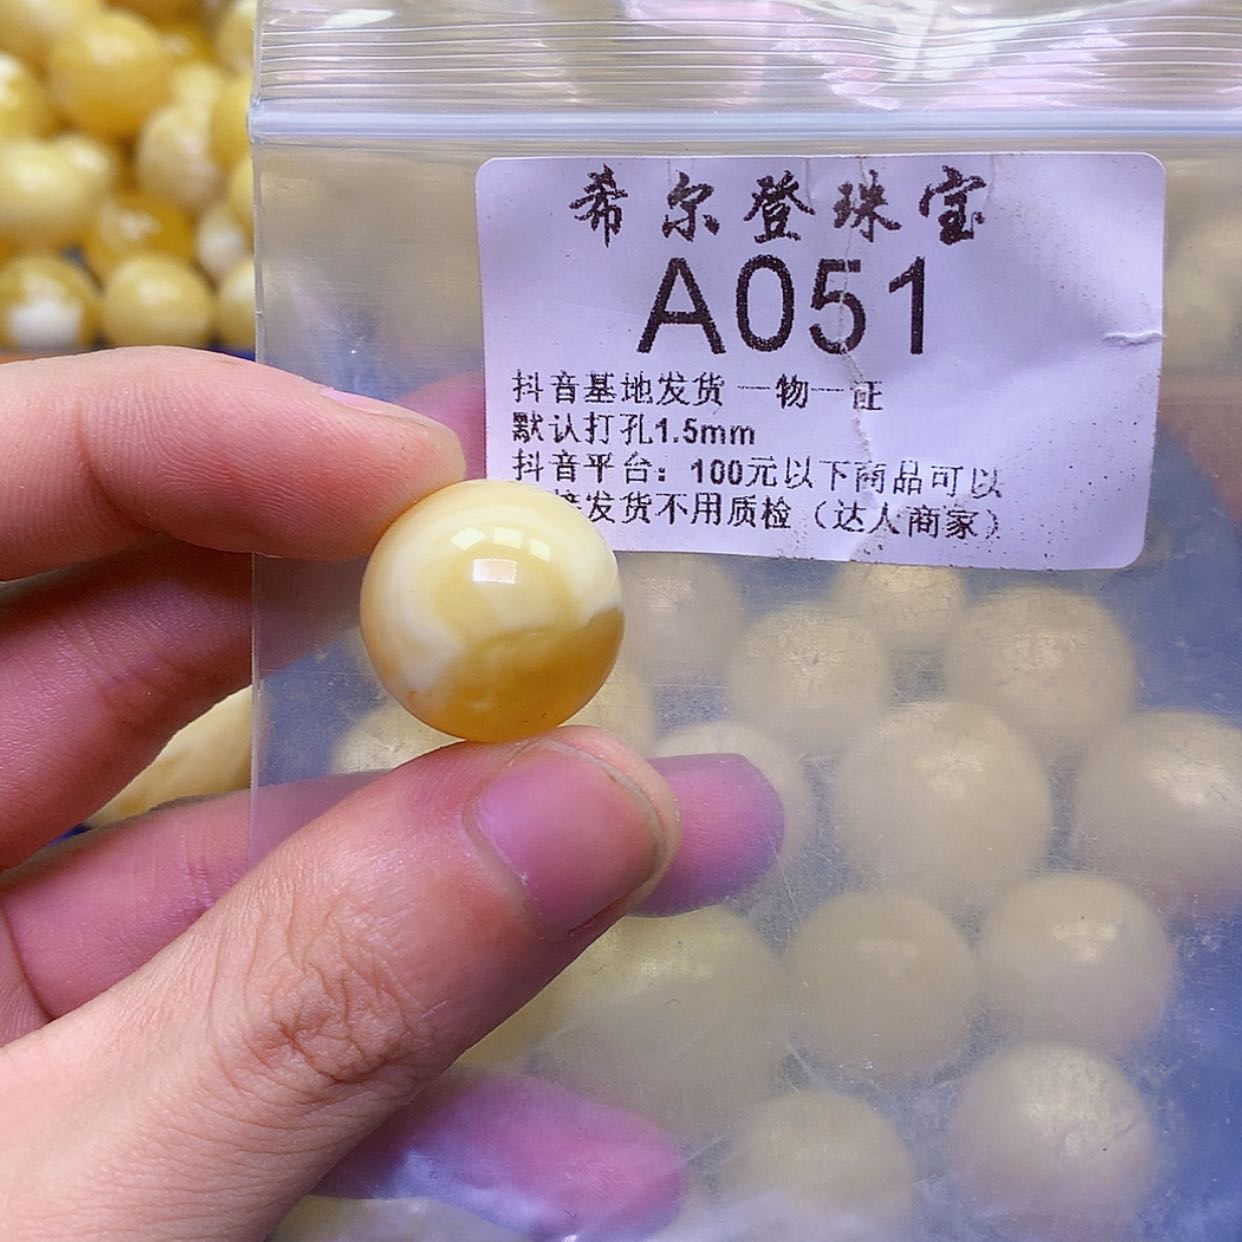 希尔登珠宝
A051
抖音基地发货 一物一证
默认打孔1.5mm
抖音平台：100元以下商品可以
接发货不用质检（达人商家）